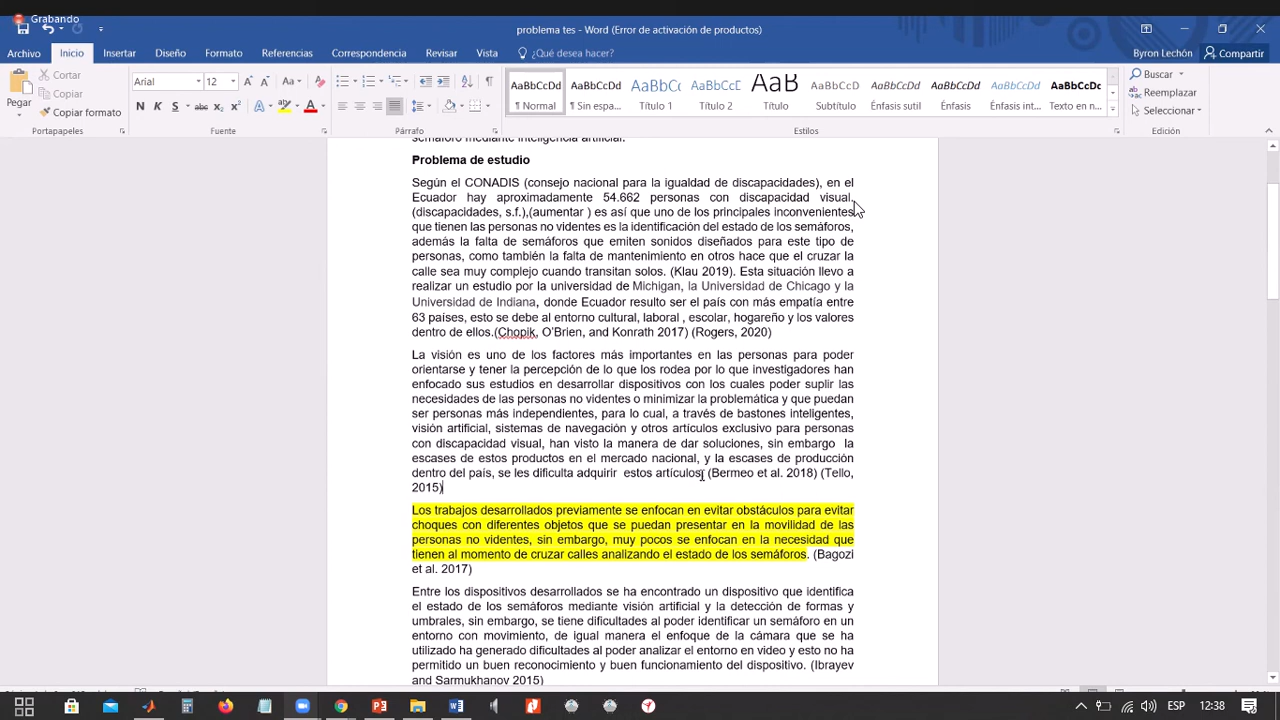 Grabando
problema tes - Word (Error de activación de productos)
Archivo Inicio Insertar Diseño Formato Referencias Correspondencia Revisar Vista ¿Qué desea hacer? Byron Lechón Compartir
Pegar Cortar Copiar Copiar formato
Arial 12
AaBbCcDd AaBbCcDd AaBbCc AaBbCcE AaB AaBbCcD AaBbCcDd AaBbCcDd AaBbCcDd AaBbCcDc
¶ Normal ¶ Sin espa... Título 1 Título 2 Título Subtítulo Énfasis sutil Énfasis Énfasis int... Texto en n...
Buscar
Reemplazar
Seleccionar
Portapapeles Fuente Párrafo Estilos Edición
semáforo mediante inteligencia artificial.
Problema de estudio
Según el CONADIS (consejo nacional para la igualdad de discapacidades), en el
Ecuador hay aproximadamente 54.662 personas con discapacidad visual.
(discapacidades, s.f.),(aumentar ) es así que uno de los principales inconvenientes
que tienen las personas no videntes es la identificación del estado de los semáforos,
además la falta de semáforos que emiten sonidos diseñados para este tipo de
personas, como también la falta de mantenimiento en otros hace que el cruzar la
calle sea muy complejo cuando transitan solos. (Klau 2019). Esta situación llevo a
realizar un estudio por la universidad de Michigan, la Universidad de Chicago y la
Universidad de Indiana, donde Ecuador resulto ser el país con más empatía entre
63 países, esto se debe al entorno cultural, laboral , escolar, hogareño y los valores
dentro de ellos.(Chopik, O'Brien, and Konrath 2017) (Rogers, 2020)
La visión es uno de los factores más importantes en las personas para poder
orientarse y tener la percepción de lo que los rodea por lo que investigadores han
enfocado sus estudios en desarrollar dispositivos con los cuales poder suplir las
necesidades de las personas no videntes o minimizar la problemática y que puedan
ser personas más independientes, para lo cual, a través de bastones inteligentes,
visión artificial, sistemas de navegación y otros artículos exclusivo para personas
con discapacidad visual, han visto la manera de dar soluciones, sin embargo la
escases de estos productos en el mercado nacional, y la escases de producción
dentro del país, se les dificulta adquirir estos artículos. (Bermeo et al. 2018) (Tello,
2015)
Los trabajos desarrollados previamente se enfocan en evitar obstáculos para evitar
choques con diferentes objetos que se puedan presentar en la movilidad de las
personas no videntes, sin embargo, muy pocos se enfocan en la necesidad que
tienen al momento de cruzar calles analizando el estado de los semáforos. (Bagozi
et al. 2017)
Entre los dispositivos desarrollados se ha encontrado un dispositivo que identifica
el estado de los semáforos mediante visión artificial y la detección de formas y
umbrales, sin embargo, se tiene dificultades al poder identificar un semáforo en un
entorno con movimiento, de igual manera el enfoque de la cámara que se ha
utilizado ha generado dificultades al poder analizar el entorno en video y esto no ha
permitido un buen reconocimiento y buen funcionamiento del dispositivo. (Ibrayev
and Sarmukhanov 2015)
ESP 12:38